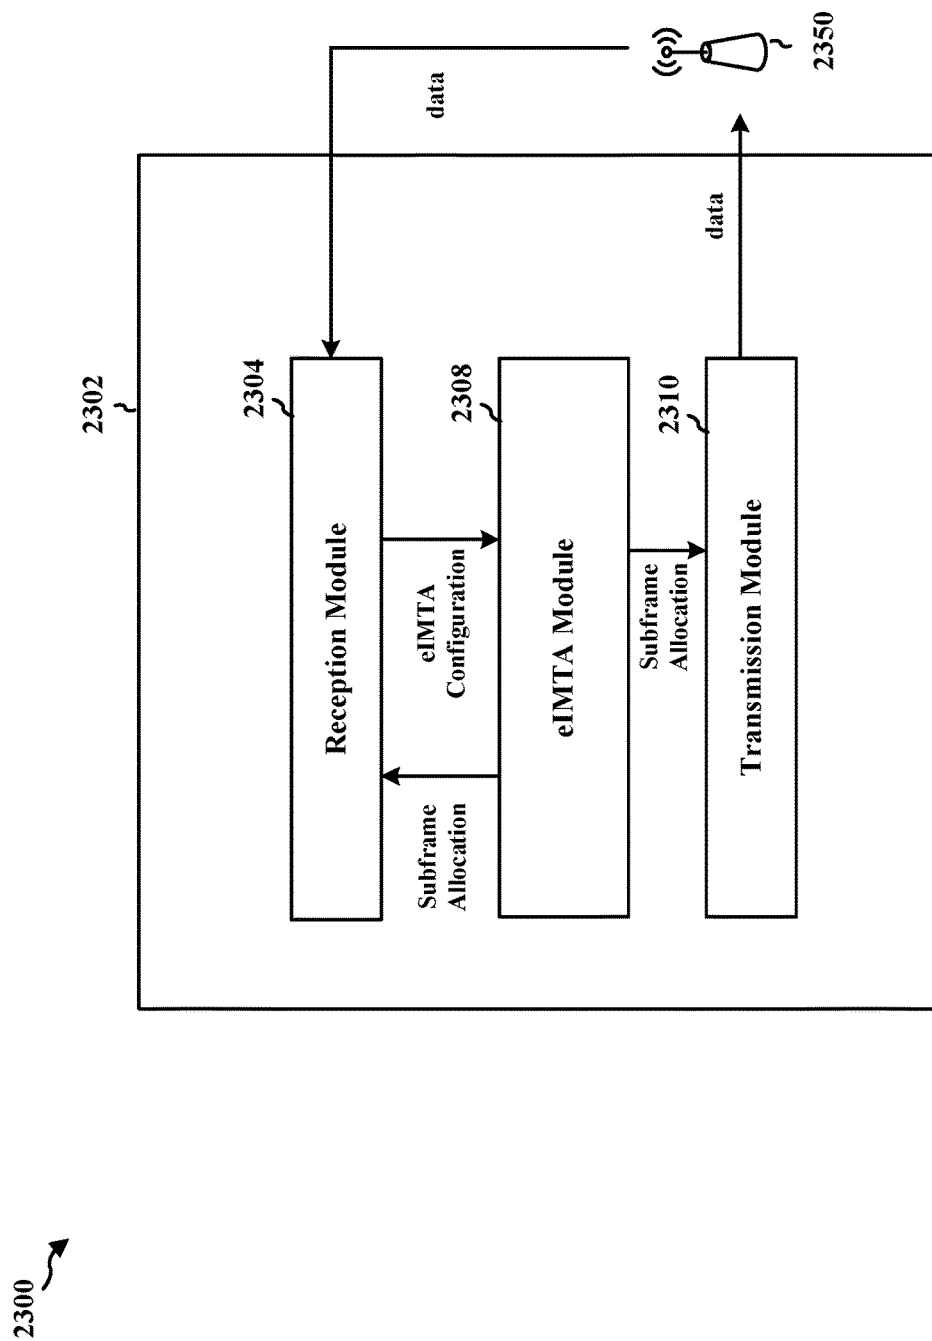 2300
2302
2304
Reception Module
data
2350
eIMTA
Configuration
Subframe
Allocation
2308
eIMTA Module
Subframe
Allocation
2310
Transmission Module
data